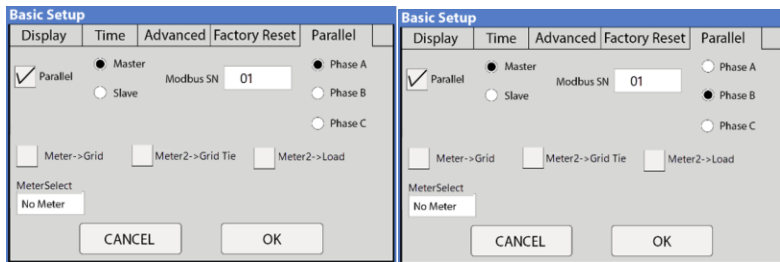 Basic Setup
Display Time Advanced Factory Reset Parallel
Parallel
Master
Slave
Modbus SN 01
Phase A
Phase B
Phase C
Meter->Grid Meter2->Grid Tie Meter2->Load
MeterSelect
No Meter
CANCEL OK
Basic Setup
Display Time Advanced Factory Reset Parallel
Parallel
Master
Slave
Modbus SN 01
Phase A
Phase B
Phase C
Meter->Grid Meter2->Grid Tie Meter2->Load
MeterSelect
No Meter
CANCEL OK